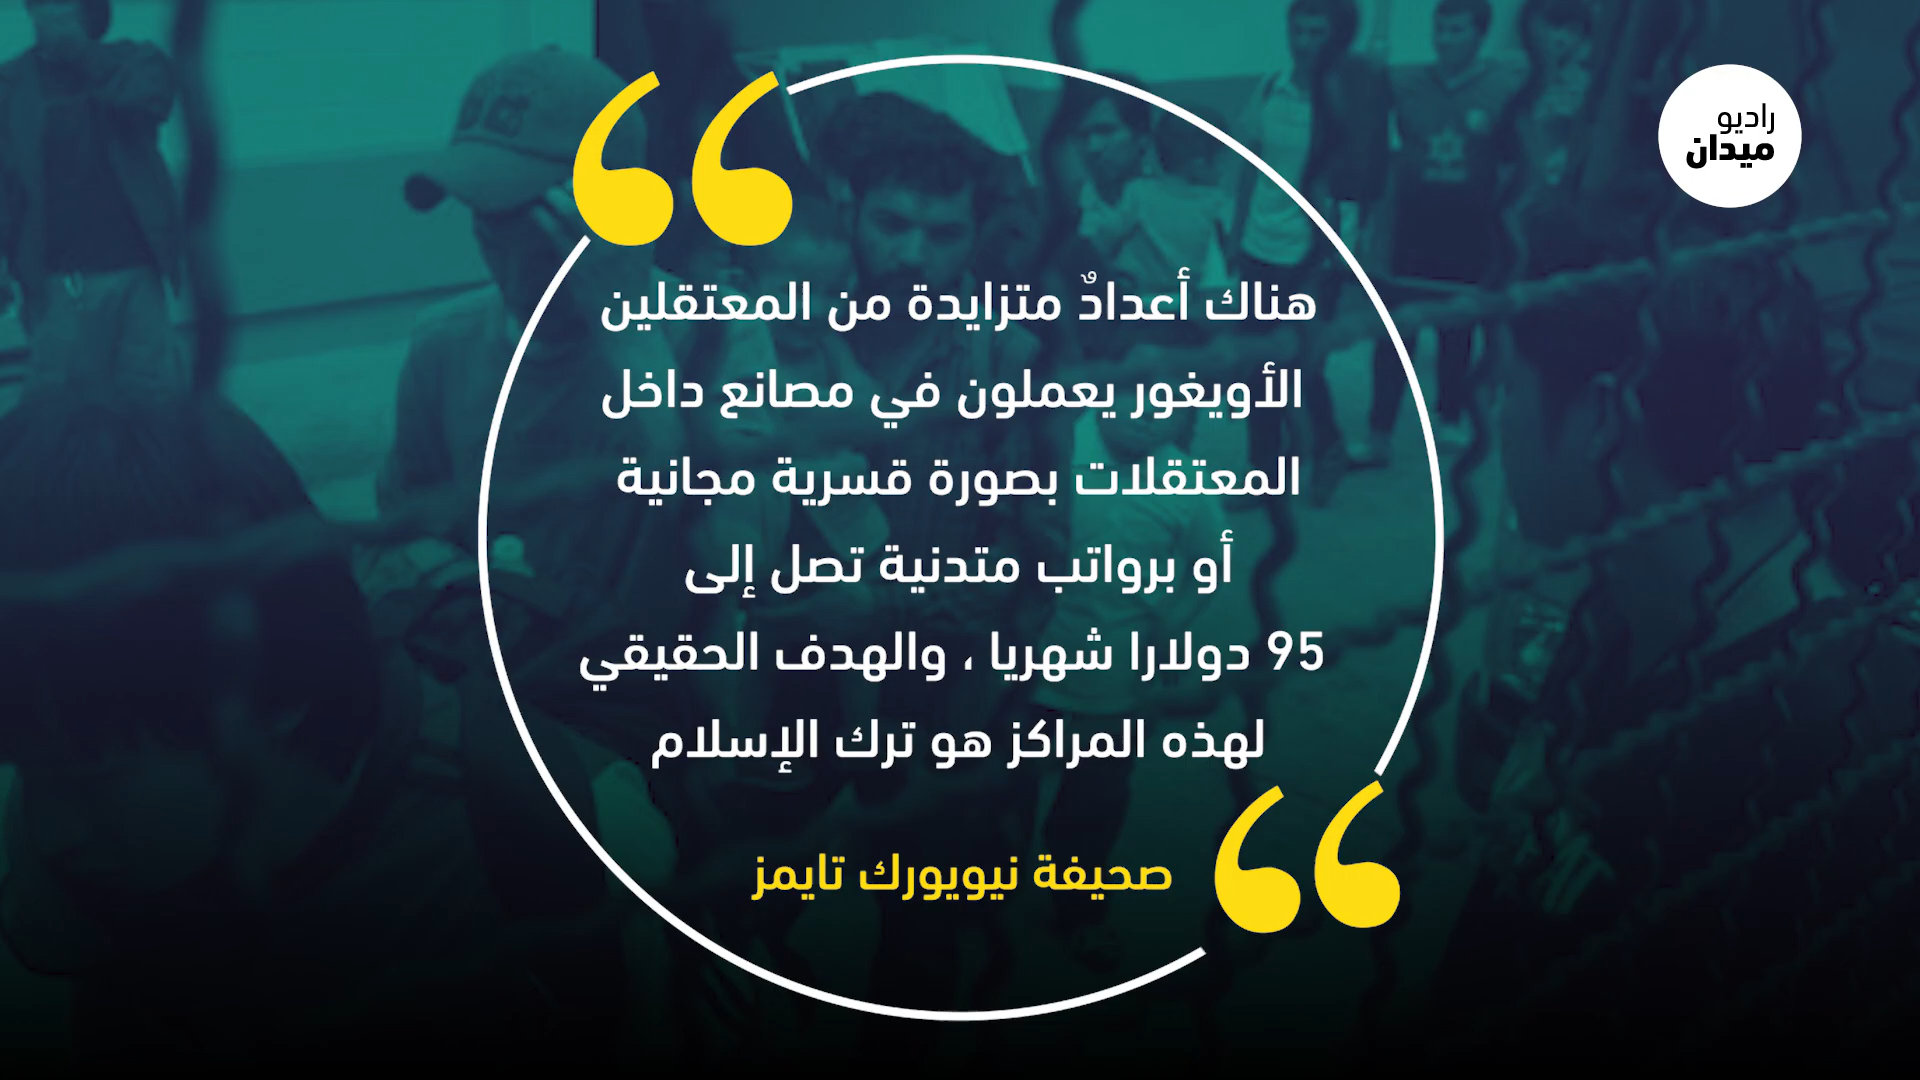 راديو
ميدان
هناك أعدادٌ متزايدة من المعتقلين
الأويغور يعملون في مصانع داخل
المعتقلات بصورة قسرية مجانية
أو برواتب متدنية تصل إلى
95 دولارا شهريا ، والهدف الحقيقي
لهذه المراكز هو ترك الإسلام
صحيفة نيويورك تايمز